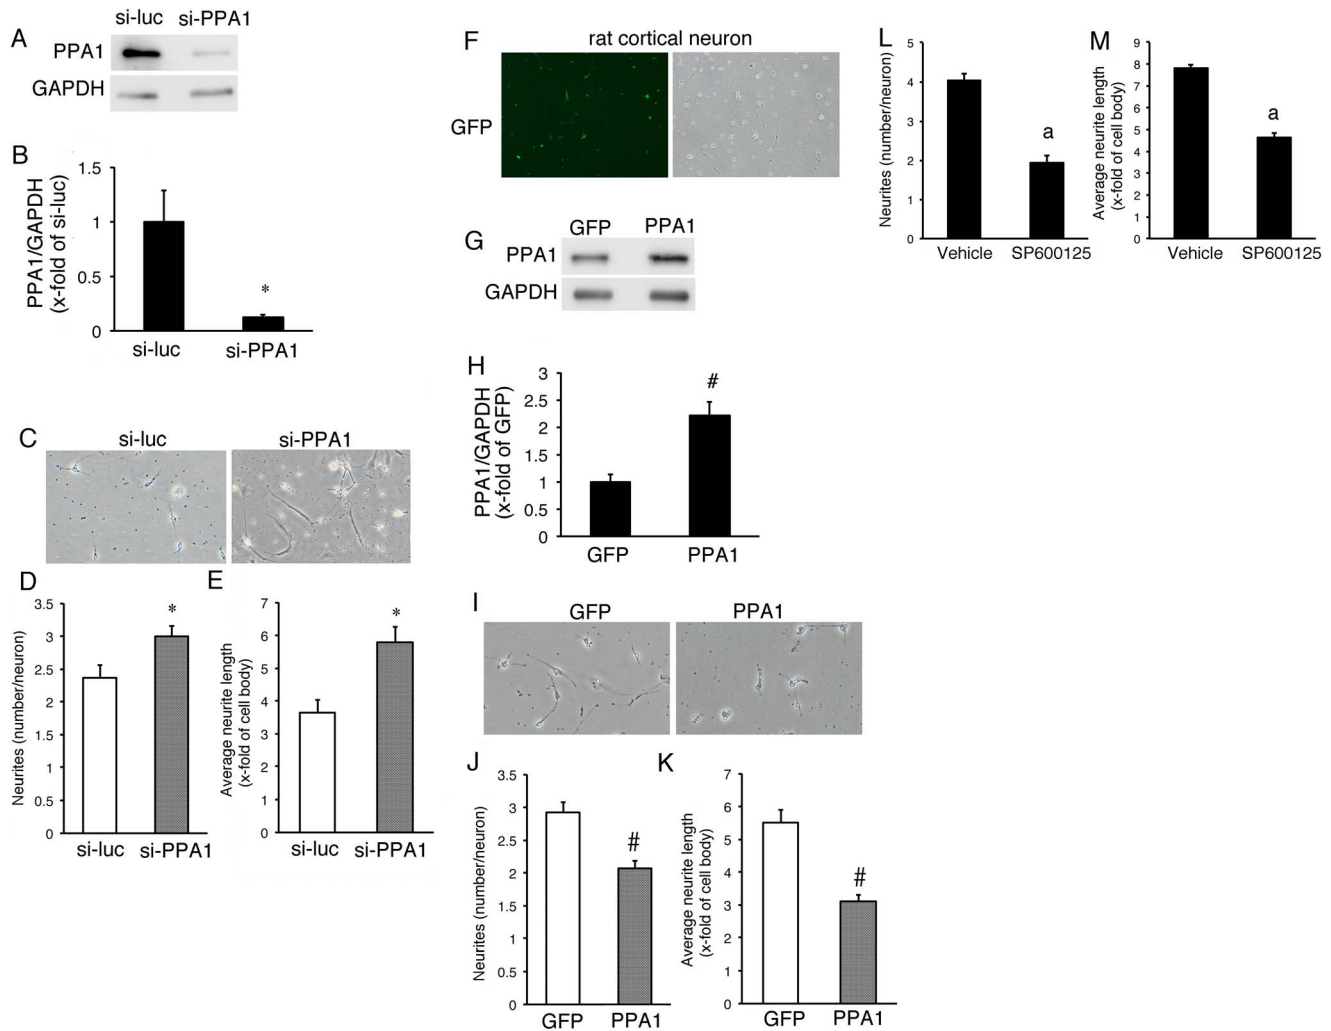 A
si-luc si-PPA1
PPA1
GAPDH
B
PPA1/GAPDH
(x-fold of si-luc)
1.5
1
0.5
0
*
si-luc
si-PPA1
C
si-luc
si-PPA1
D
Neurites (number/neuron)
3.5
3
2.5
2
1.5
1
0.5
0
*
si-luc si-PPA1
E
Average neurite length
(x-fold of cell body)
7
6
5
4
3
2
1
0
*
si-luc si-PPA1
F
rat cortical neuron
GFP
G
GFP PPA1
PPA1
GAPDH
H
PPA1/GAPDH
(x-fold of GFP)
3
2.5
2
1.5
1
0.5
0
#
GFP
PPA1
I
GFP
PPA1
J
Neurites (number/neuron)
3.5
3
2.5
2
1.5
1
0.5
0
#
GFP
PPA1
K
Average neurite length
(x-fold of cell body)
7
6
5
4
3
2
1
0
#
GFP
PPA1
L
Neurites (number/neuron)
5
4
3
2
1
0
a
Vehicle SP600125
M
Average neurite length
(x-fold of cell body)
9
8
7
6
5
4
3
2
1
0
a
Vehicle SP600125